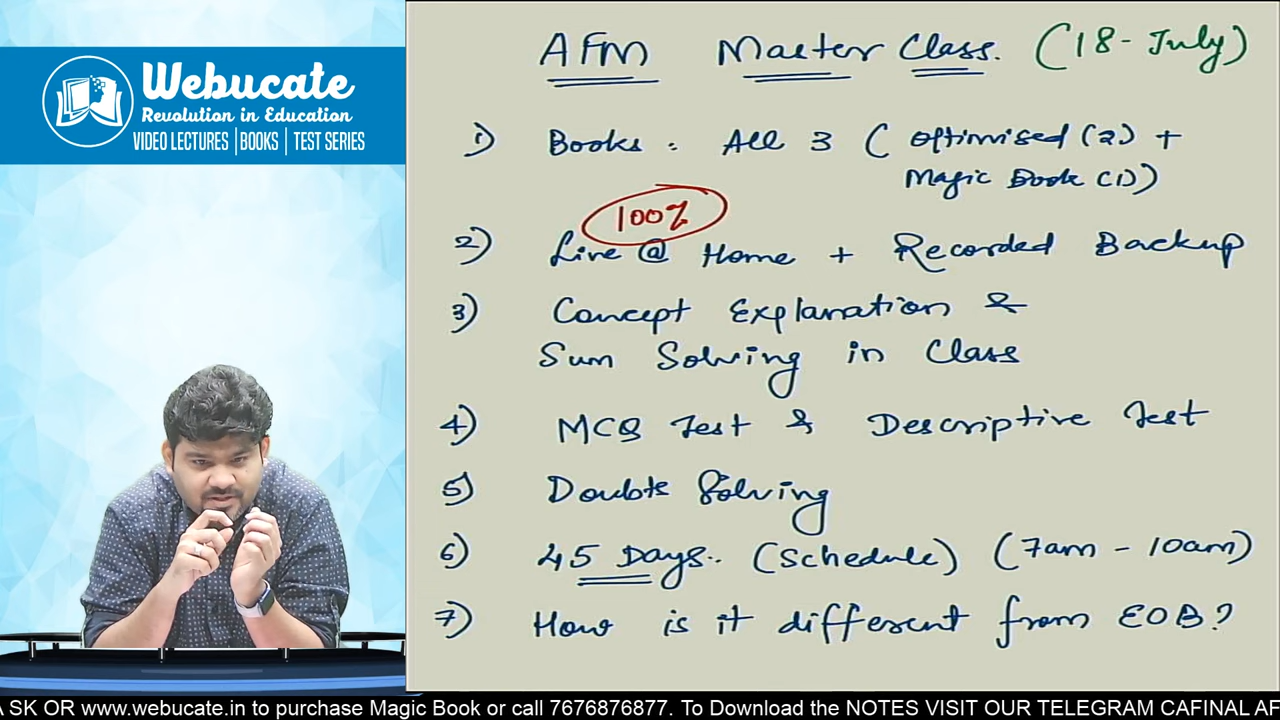 Webucate
Revolution in Education
VIDEO LECTURES | BOOKS | TEST SERIES
AFM Master Class. (18 - July)
1) Books : All 3 ( Optimised (2) +
Magic Book (1))
100%
2) Live @ Home + Recorded Backup
3) Concept Explanation &
Sum Solving in Class
4) MCQ Test & Descriptive Test
5) Doubts Solving
6) 45 Days.. (Schedule) (7am - 10am)
7) How is it different from EOB?
A SK OR www.webucate.in to purchase Magic Book or call 7676876877. To Download the NOTES VISIT OUR TELEGRAM CAFINAL AF